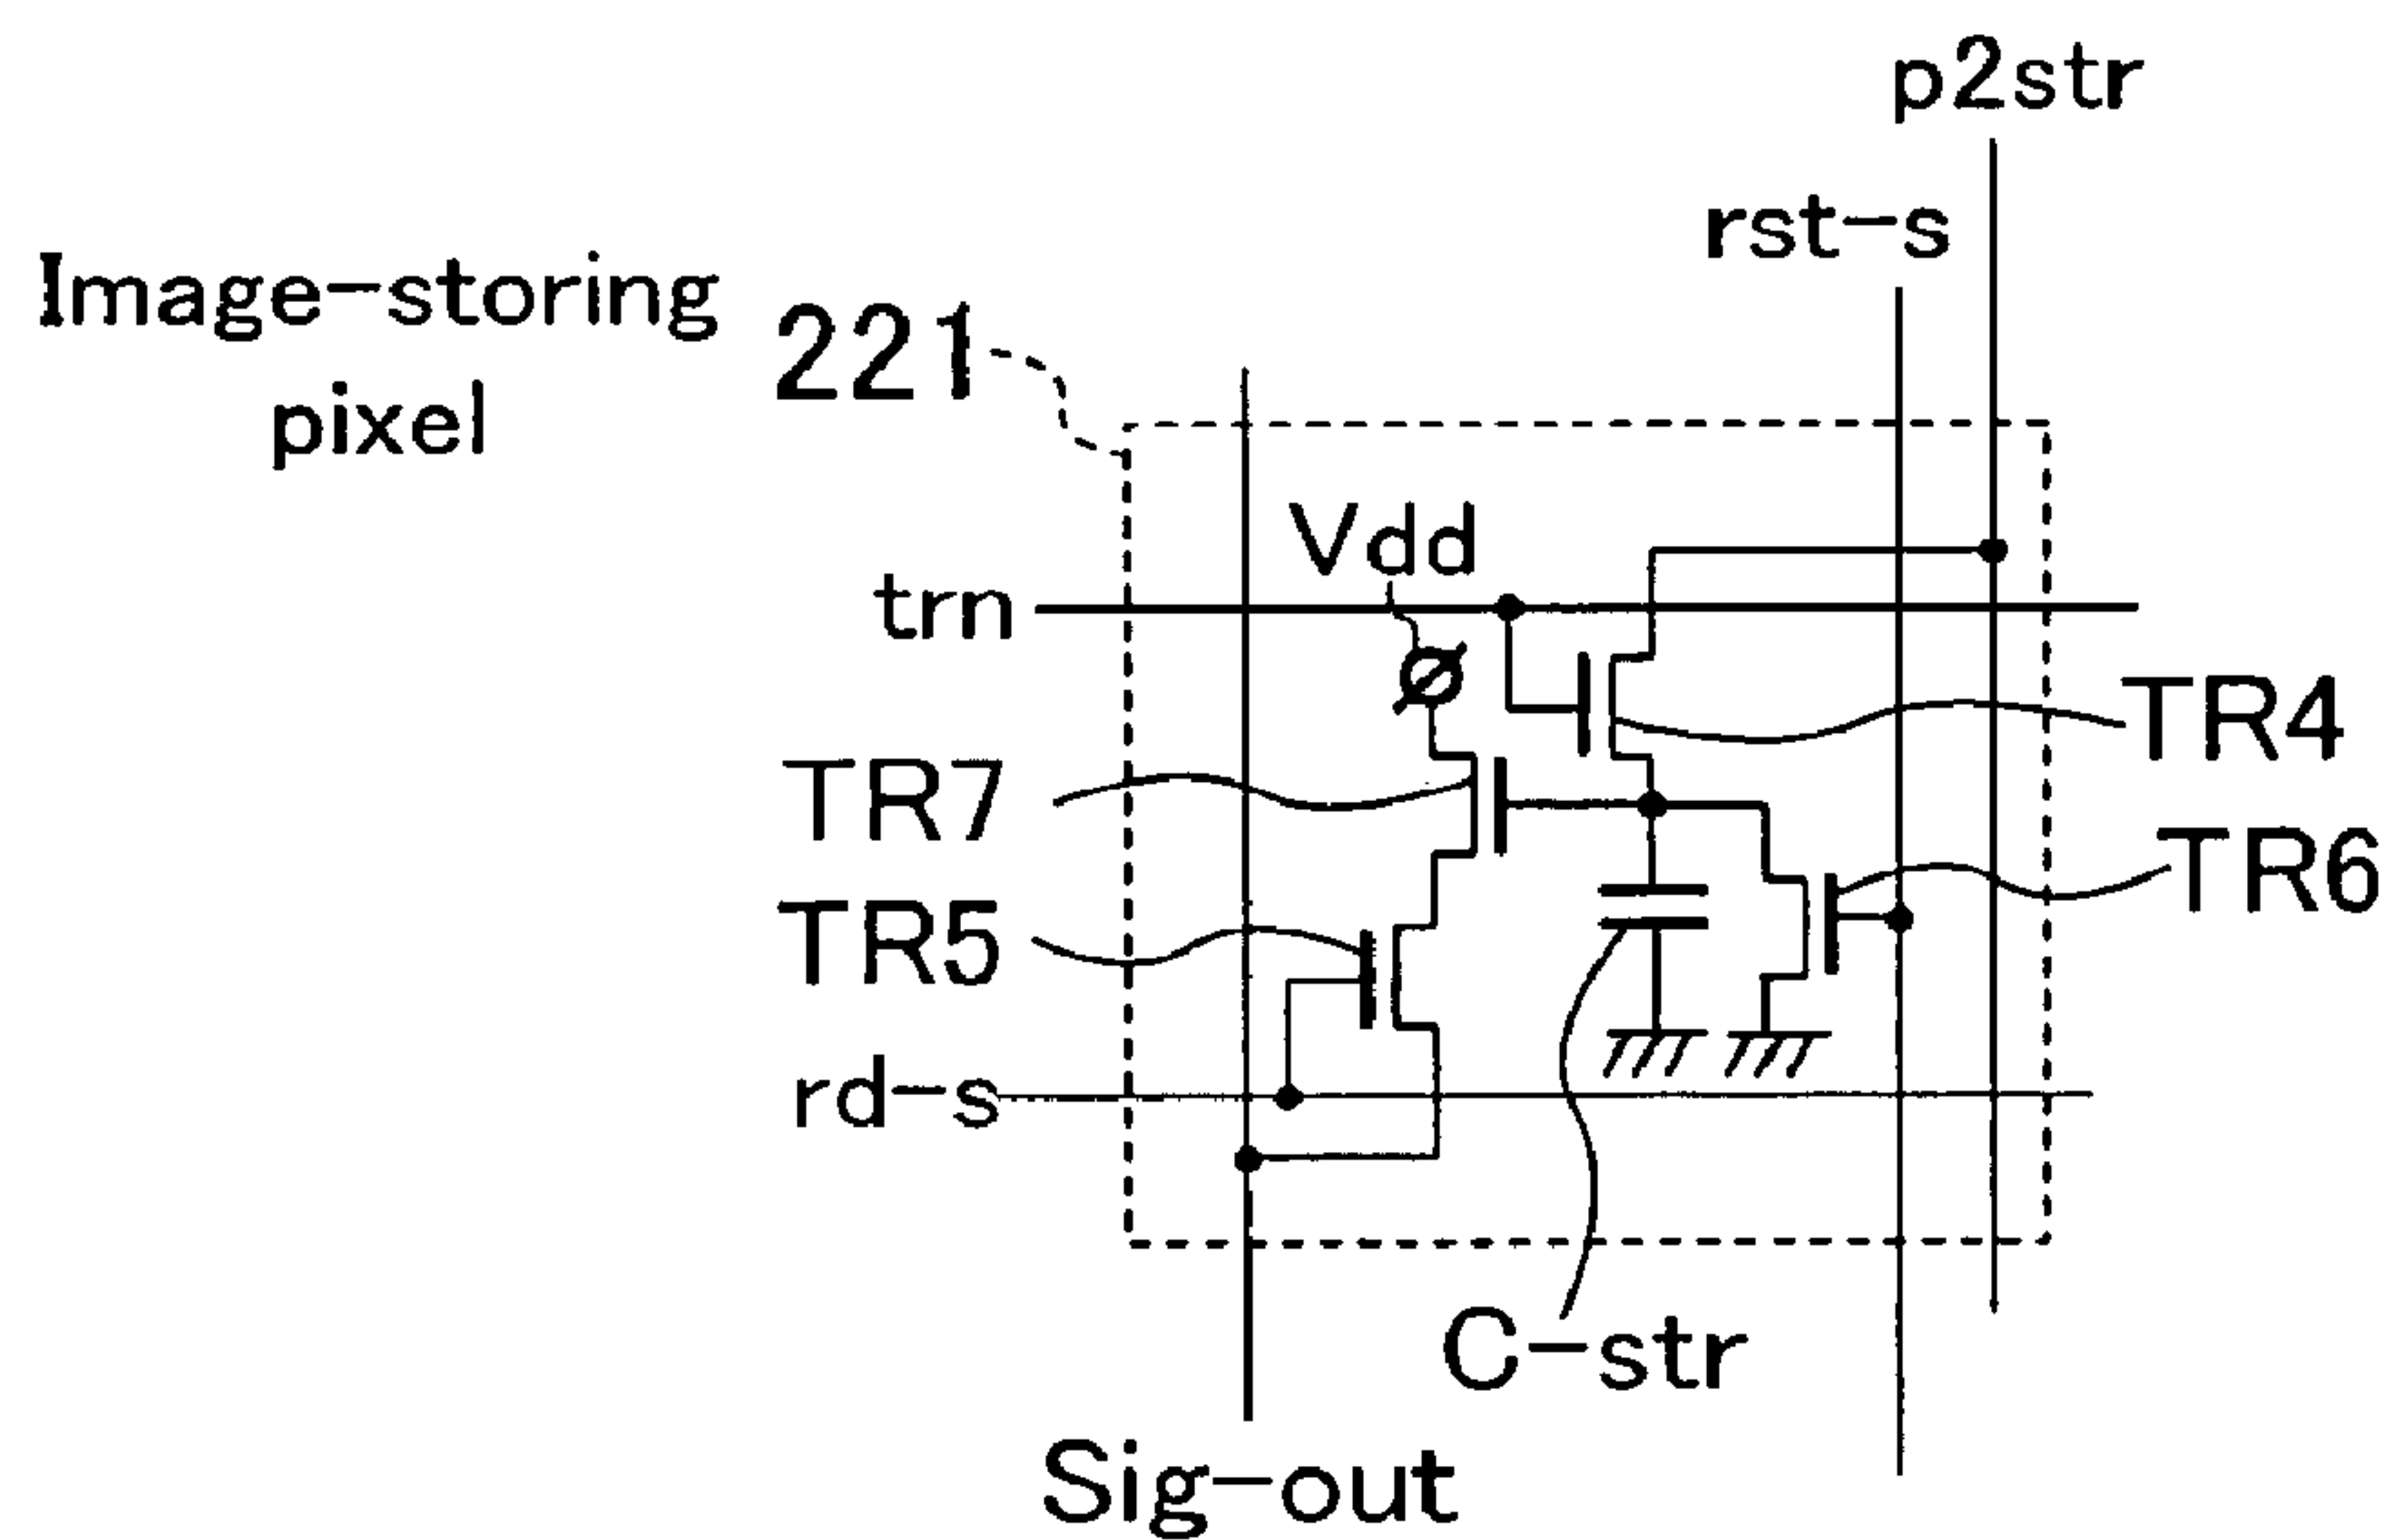 p2str
rst-s
Image-storing
pixel
221
Vdd
trn
TR4
TR7
TR6
TR5
rd-s
C-str
Sig-out